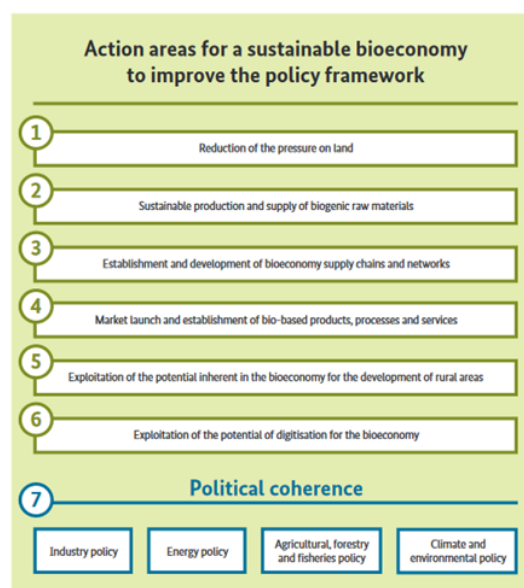 Action areas for a sustainable bioeconomy
to improve the policy framework
1
Reduction of the pressure on land
2
Sustainable production and supply of biogenic raw materials
3
Establishment and development of bioeconomy supply chains and networks
4
Market launch and establishment of bio-based products, processes and services
5
Exploitation of the potential inherent in the bioeconomy for the development of rural areas
6
Exploitation of the potential of digitisation for the bioeconomy
7
Political coherence
Industry policy
Energy policy
Agricultural, forestry
and fisheries policy
Climate and
environmental policy